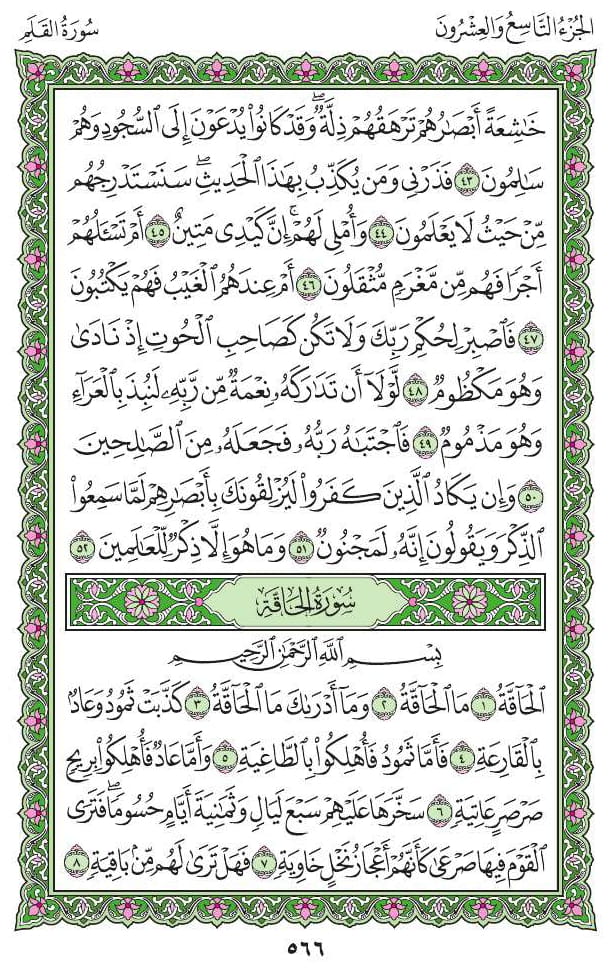 الجُزْءُ التَّاسِعُ وَالعِشْرُونَ
سُورَةُ القَلَمِ
خَٰشِعَةً أَبْصَٰرُهُمْ تَرْهَقُهُمْ ذِلَّةٌۖ وَقَدْ كَانُوا۟ يُدْعَوْنَ إِلَى ٱلسُّجُودِ وَهُمْ
سَٰلِمُونَ ٤٣ فَذَرْنِى وَمَن يُكَذِّبُ بِهَٰذَا ٱلْحَدِيثِۖ سَنَسْتَدْرِجُهُم
مِّنْ حَيْثُ لَا يَعْلَمُونَ ٤٤ وَأُمْلِى لَهُمْۚ إِنَّ كَيْدِى مَتِينٌ ٤٥ أَمْ تَسْـَٔلُهُمْ
أَجْرًا فَهُم مِّن مَّغْرَمٍ مُّثْقَلُونَ ٤٦ أَمْ عِندَهُمُ ٱلْغَيْبُ فَهُمْ يَكْتُبُونَ
٤٧ فَٱصْبِرْ لِحُكْمِ رَبِّكَ وَلَا تَكُن كَصَاحِبِ ٱلْحُوتِ إِذْ نَادَىٰ
وَهُوَ مَكْظُومٌ ٤٨ لَّوْلَآ أَن تَدَٰرَكَهُۥ نِعْمَةٌ مِّن رَّبِّهِۦ لَنُبِذَ بِٱلْعَرَآءِ
وَهُوَ مَذْمُومٌ ٤٩ فَٱجْتَبَٰهُ رَبُّهُۥ فَجَعَلَهُۥ مِنَ ٱلصَّٰلِحِينَ
٥٠ وَإِن يَكَادُ ٱلَّذِينَ كَفَرُوا۟ لَيُزْلِقُونَكَ بِأَبْصَٰرِهِمْ لَمَّا سَمِعُوا۟
ٱلذِّكْرَ وَيَقُولُونَ إِنَّهُۥ لَمَجْنُونٌ ٥١ وَمَا هُوَ إِلَّا ذِكْرٌ لِّلْعَٰلَمِينَ ٥٢
سُورَةُ الحَاقَّةِ
بِسْمِ ٱللَّهِ ٱلرَّحْمَٰنِ ٱلرَّحِيمِ
ٱلْحَآقَّةُ ١ مَا ٱلْحَآقَّةُ ٢ وَمَآ أَدْرَىٰكَ مَا ٱلْحَآقَّةُ ٣ كَذَّبَتْ ثَمُودُ وَعَادٌۢ
بِٱلْقَارِعَةِ ٤ فَأَمَّا ثَمُودُ فَأُهْلِكُوا۟ بِٱلطَّاغِيَةِ ٥ وَأَمَّا عَادٌ فَأُهْلِكُوا۟ بِرِيحٍ
صَرْصَرٍ عَاتِيَةٍ ٦ سَخَّرَهَا عَلَيْهِمْ سَبْعَ لَيَالٍ وَثَمَٰنِيَةَ أَيَّامٍ حُسُومًاۖ فَتَرَى
ٱلْقَوْمَ فِيهَا صَرْعَىٰ كَأَنَّهُمْ أَعْجَازُ نَخْلٍ خَاوِيَةٍ ٧ فَهَلْ تَرَىٰ لَهُم مِّنۢ بَاقِيَةٍ ٨
٥٦٦